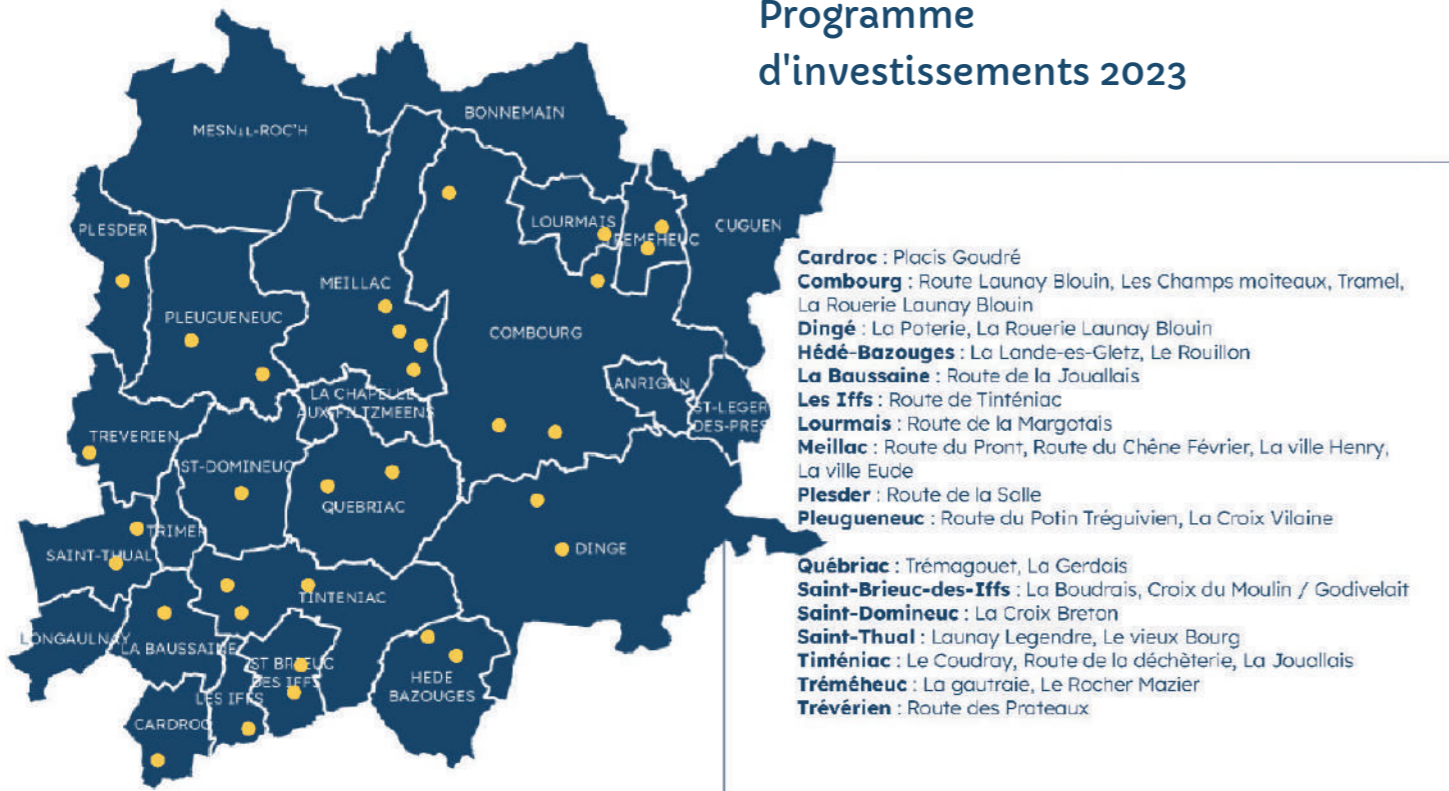 Programme
d'investissements 2023
MESNIL-ROC'H
BONNEMAIN
PLESDER
LOURMAIS
TREMEHEUC
CUGUEN
MEILLAC
PLEUGUENEUC
COMBOURG
LANRIGAN
LA CHAPELLE
AUX FILTZMEENS
ST-LEGER
DES-PRES
TREVERIEN
ST-DOMINEUC
QUEBRIAC
TRIMER
SAINT-THUAL
DINGE
TINTENIAC
LONGAULNAY
LA BAUSSAINE
ST BRIEUC
DES IFFS
HEDE
BAZOUGES
LES IFFS
CARDROC
Cardroc : Placis Goudré
Combourg : Route Launay Blouin, Les Champs moiteaux, Tramel,
La Rouerie Launay Blouin
Dingé : La Poterie, La Rouerie Launay Blouin
Hédé-Bazouges : La Lande-es-Gletz, Le Rouillon
La Baussaine : Route de la Jouallais
Les Iffs : Route de Tinténiac
Lourmais : Route de la Margotais
Meillac : Route du Pront, Route du Chêne Février, La ville Henry,
La ville Eude
Plesder : Route de la Salle
Pleugueneuc : Route du Potin Tréguivien, La Croix Vilaine
Québriac : Trémagouet, La Gerdais
Saint-Brieuc-des-Iffs : La Boudrais, Croix du Moulin / Godivelait
Saint-Domineuc : La Croix Breton
Saint-Thual : Launay Legendre, Le vieux Bourg
Tinténiac : Le Coudray, Route de la déchèterie, La Jouallais
Tréméheuc : La gautraie, Le Rocher Mazier
Trévérien : Route des Prateaux